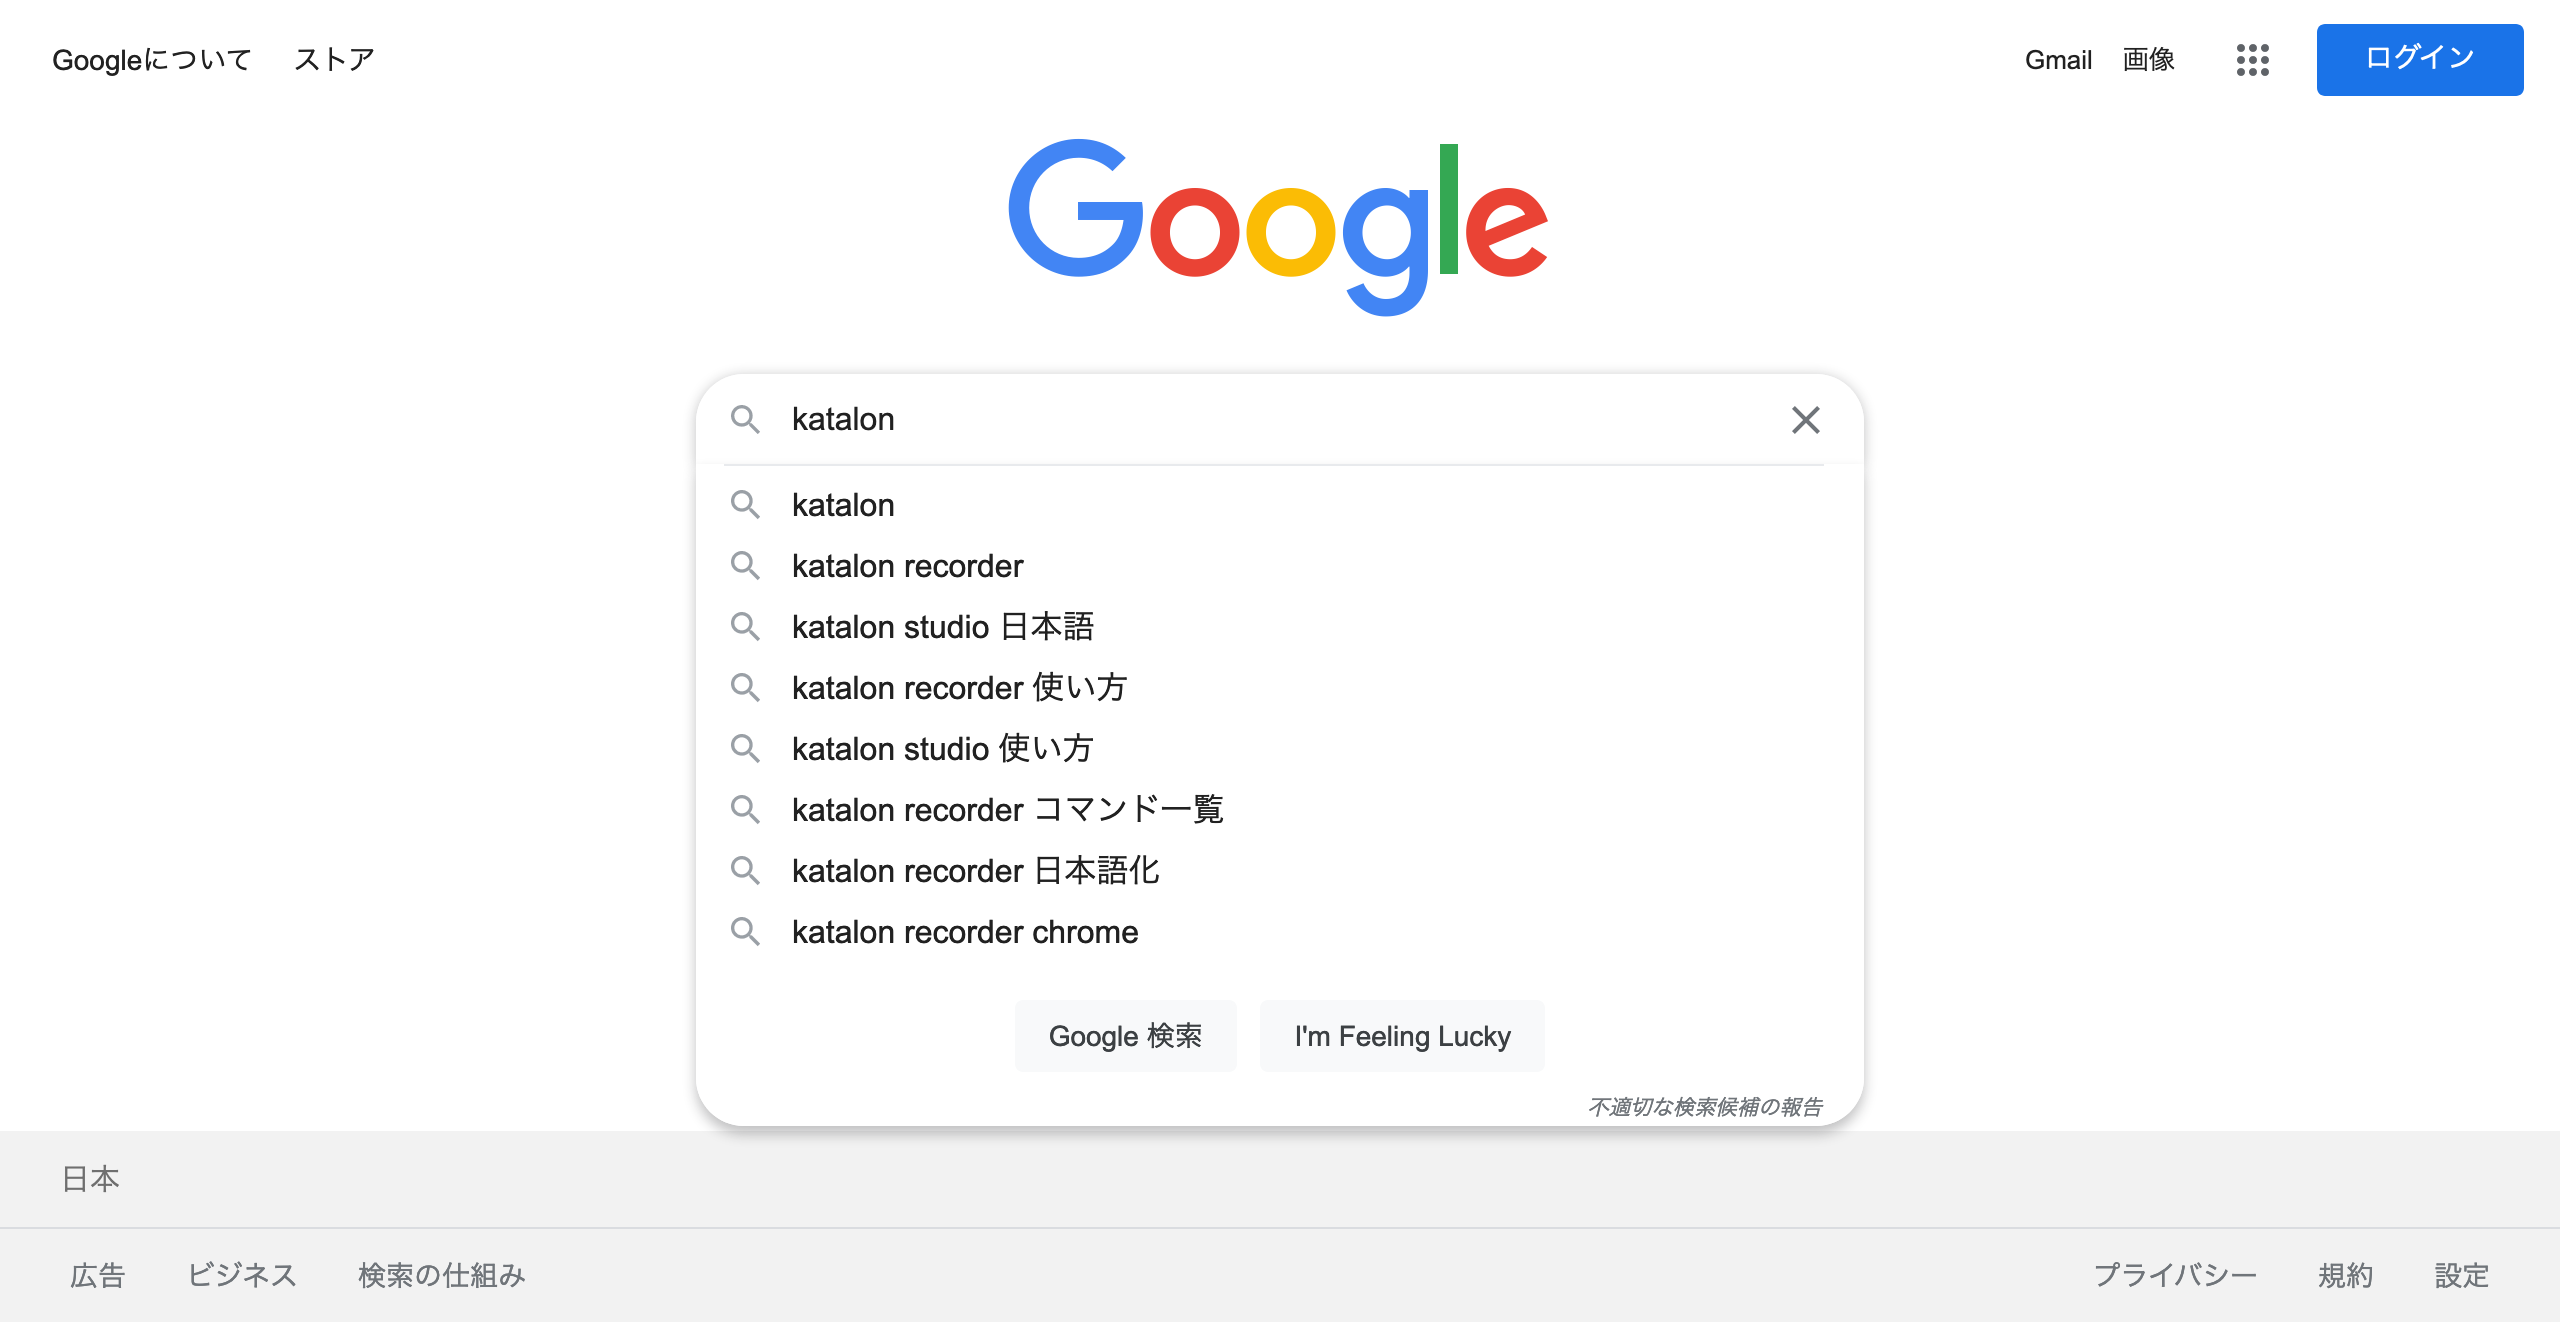 Googleについて ストア Gmail 画像 ログイン
Google
katalon
katalon
katalon recorder
katalon studio 日本語
katalon recorder 使い方
katalon studio 使い方
katalon recorder コマンド一覧
katalon recorder 日本語化
katalon recorder chrome
Google 検索 I'm Feeling Lucky
不適切な検索候補の報告
日本
広告 ビジネス 検索の仕組み プライバシー 規約 設定